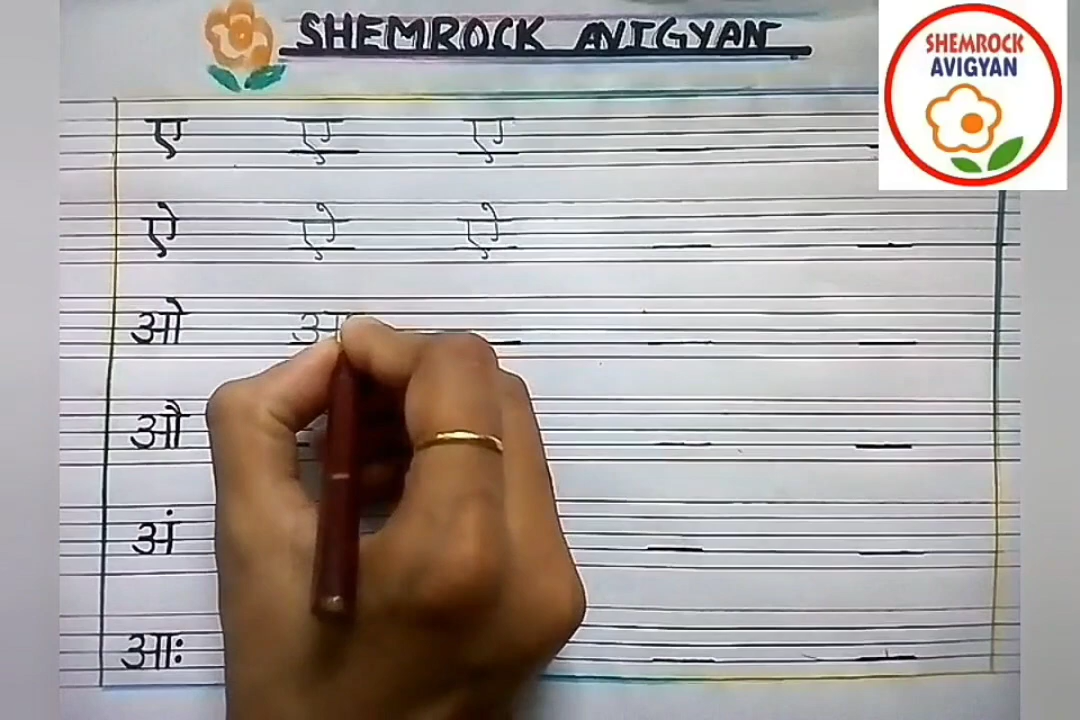 SHEMROCK AVIGYAN
SHEMROCK
AVIGYAN
ए ए ए
ऐ ऐ ऐ
ओ अ
औ
अं
आः